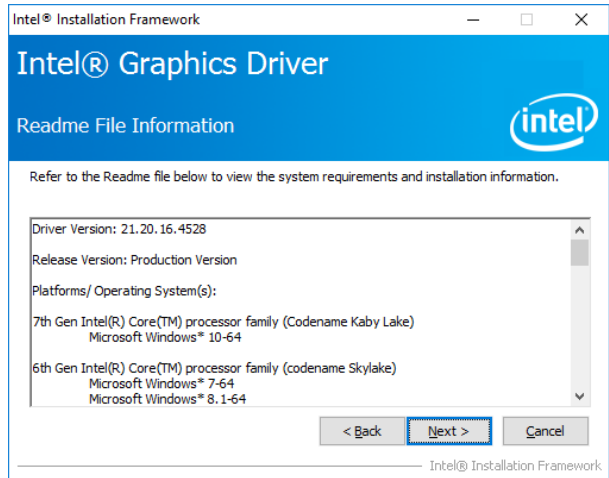 Intel® Installation Framework
Intel® Graphics Driver
Readme File Information
intel
Refer to the Readme file below to view the system requirements and installation information.
Driver Version: 21.20.16.4528
Release Version: Production Version
Platforms/ Operating System(s):
7th Gen Intel(R) Core(TM) processor family (Codename Kaby Lake)
Microsoft Windows* 10-64
6th Gen Intel(R) Core(TM) processor family (codename Skylake)
Microsoft Windows* 7-64
Microsoft Windows* 8.1-64
< Back Next > Cancel
Intel® Installation Framework